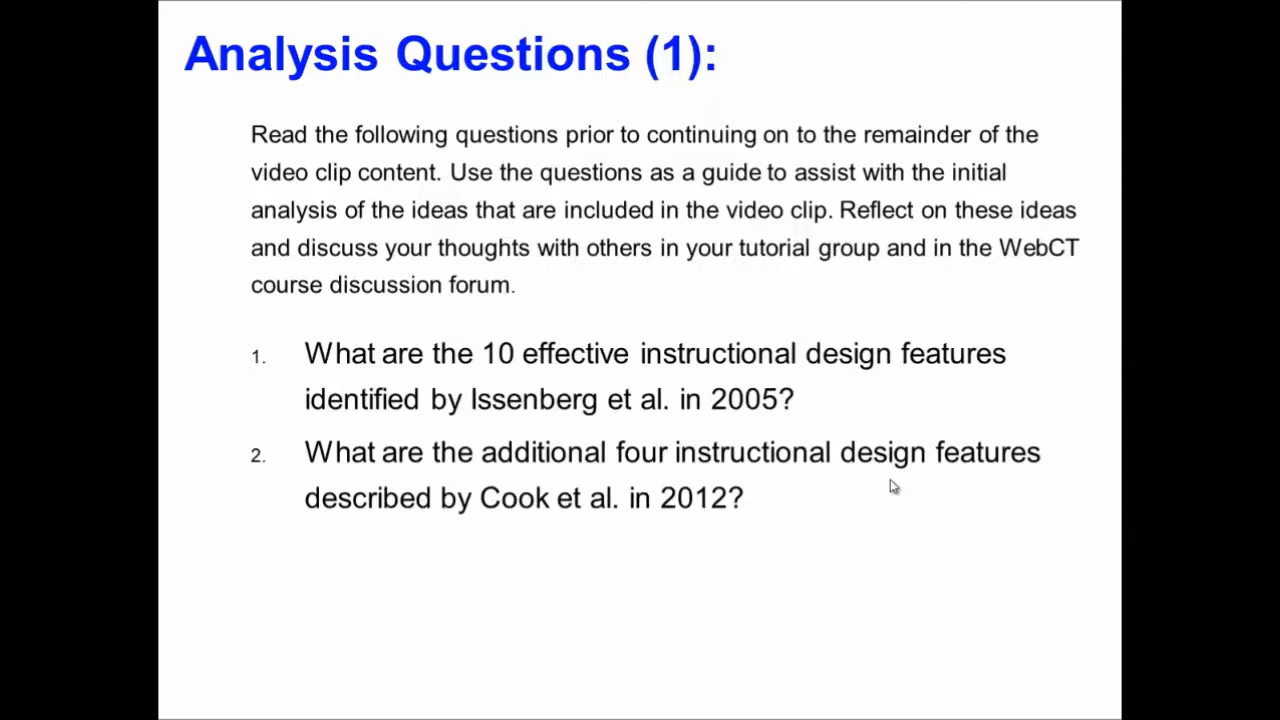 Analysis Questions (1):
Read the following questions prior to continuing on to the remainder of the
video clip content. Use the questions as a guide to assist with the initial
analysis of the ideas that are included in the video clip. Reflect on these ideas
and discuss your thoughts with others in your tutorial group and in the WebCT
course discussion forum.
1. What are the 10 effective instructional design features
identified by Issenberg et al. in 2005?
2. What are the additional four instructional design features
described by Cook et al. in 2012?